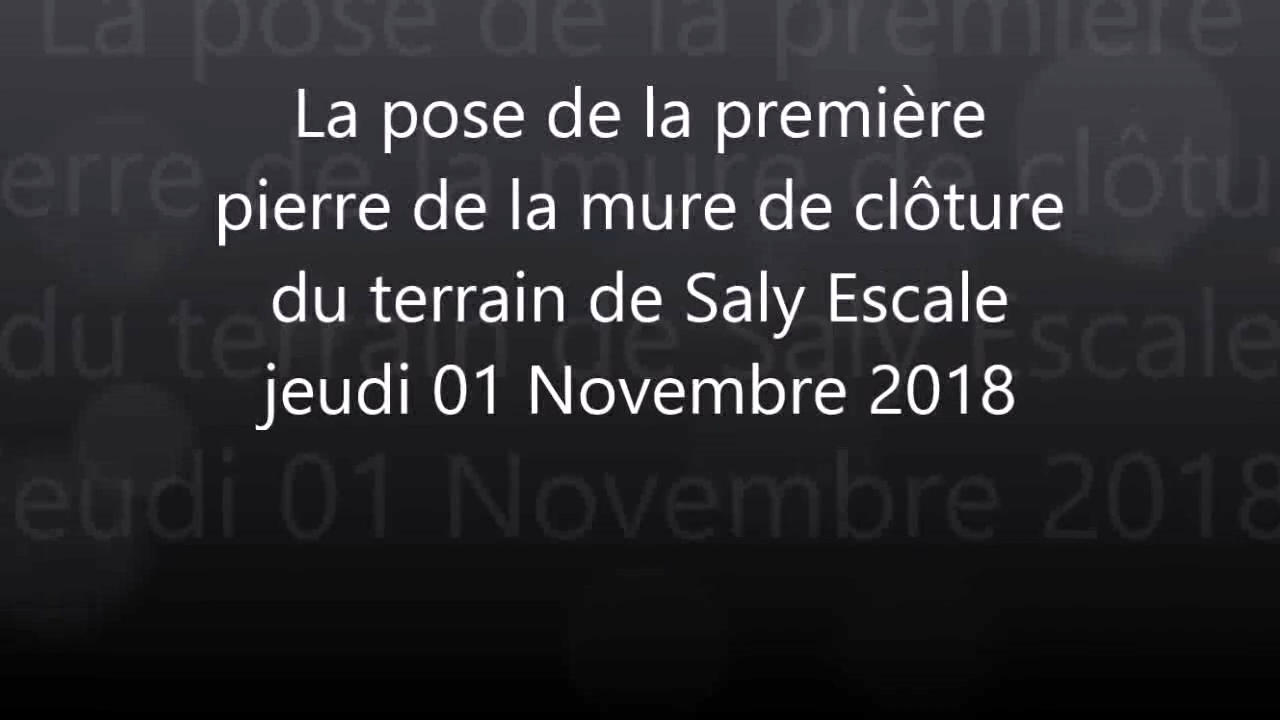 La pose de la première
pierre de la mure de clôture
du terrain de Saly Escale
jeudi 01 Novembre 2018